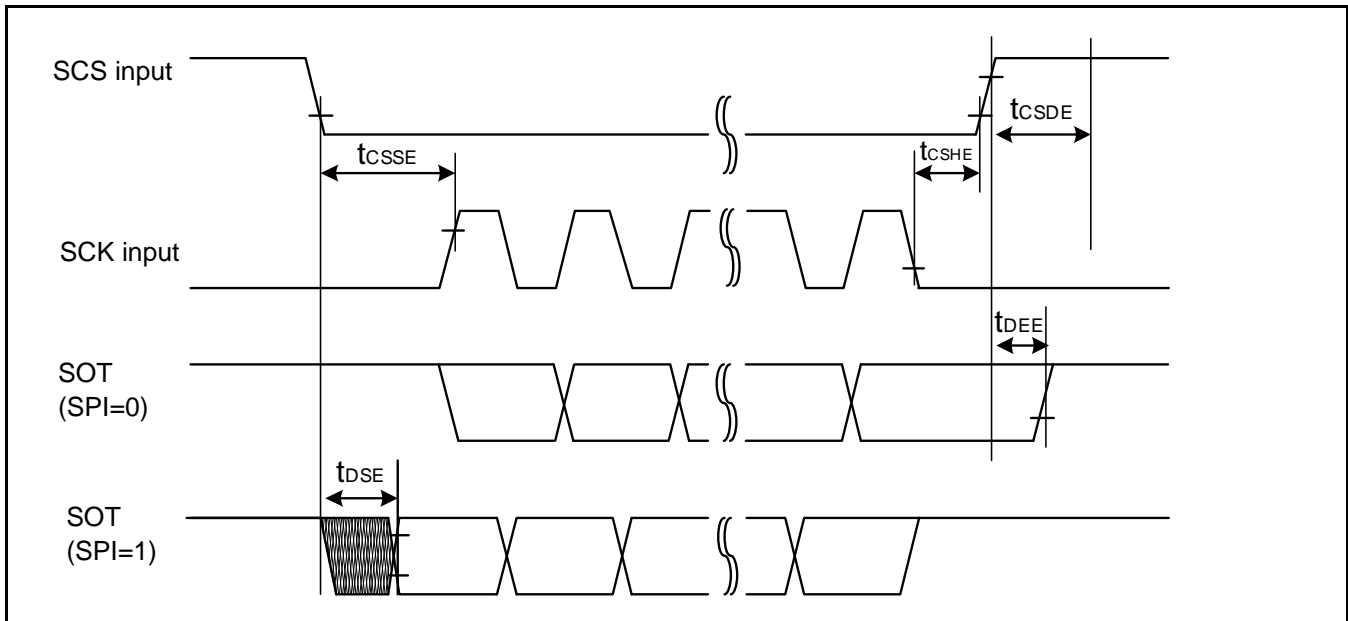 SCS input
tCSDE
tCSSE
tCSHE
SCK input
tDEE
SOT
(SPI=0)
tDSE
SOT
(SPI=1)